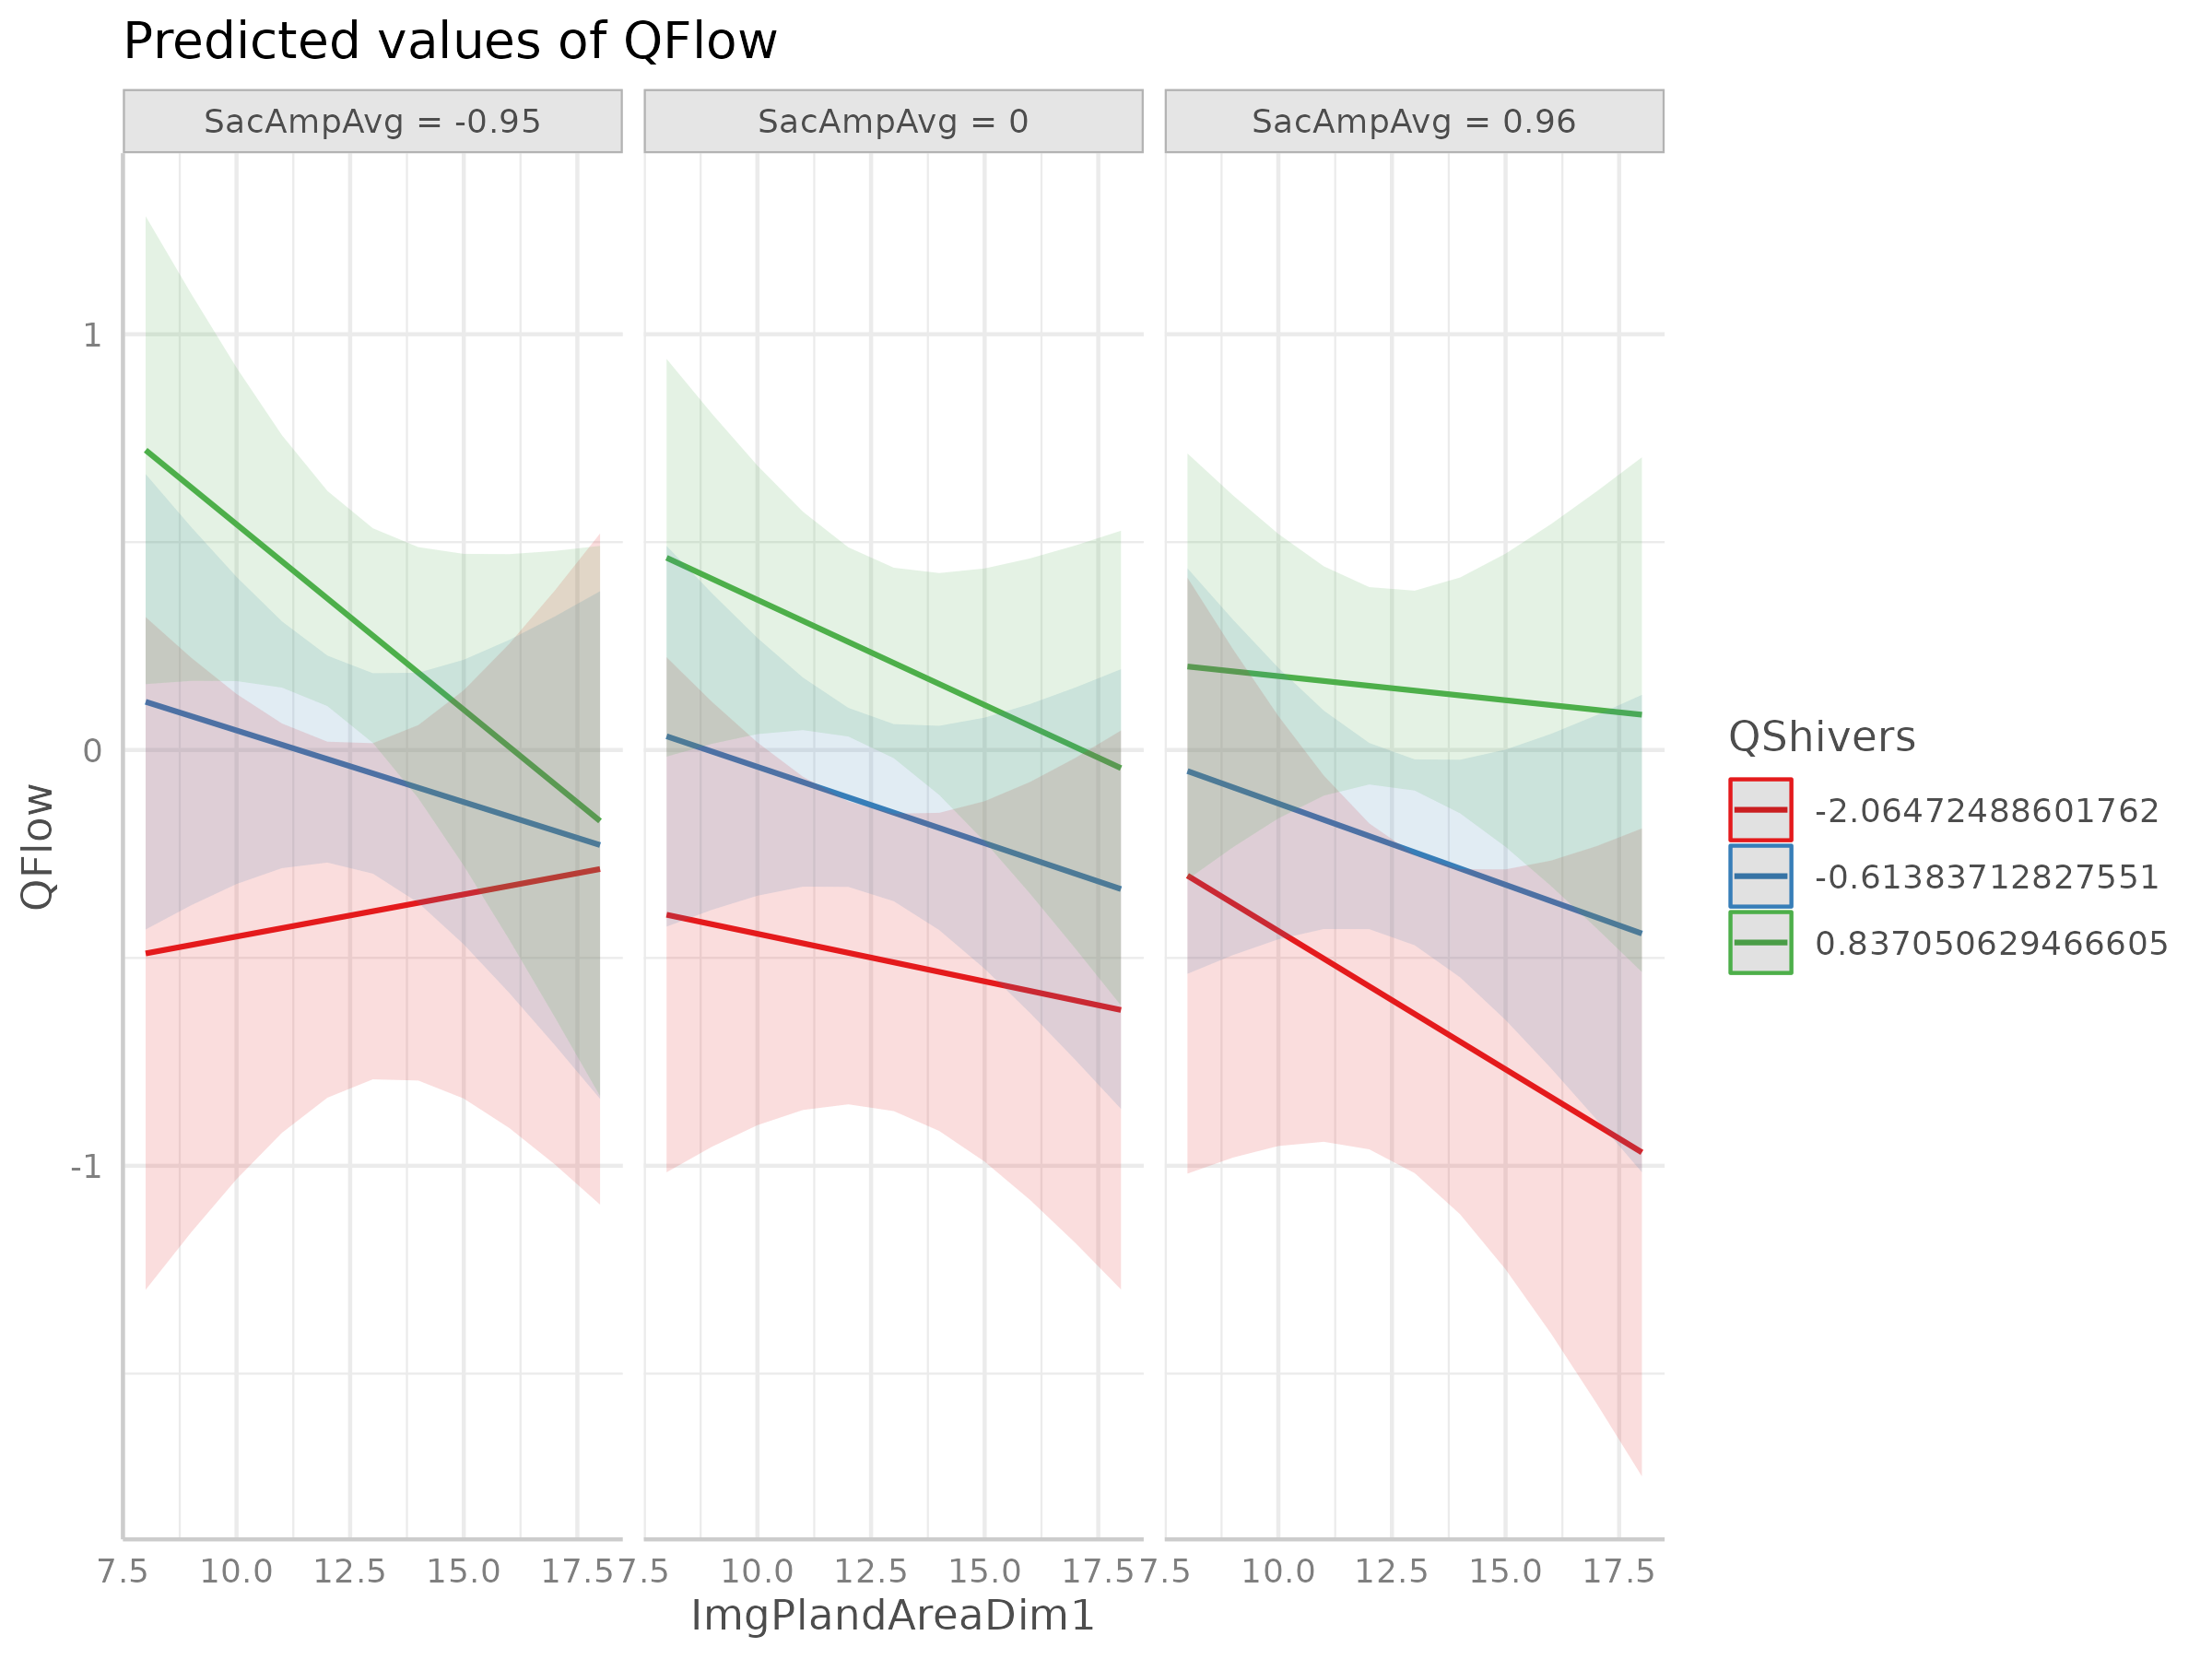 Predicted values of QFlow
SacAmpAvg = -0.95
SacAmpAvg = 0
SacAmpAvg = 0.96
1
0
-1
QFlow
7.5 10.0 12.5 15.0 17.5
7.5 10.0 12.5 15.0 17.5
7.5 10.0 12.5 15.0 17.5
ImgPlandAreaDim1
QShivers
-2.06472488601762
-0.61383712827551
0.837050629466605